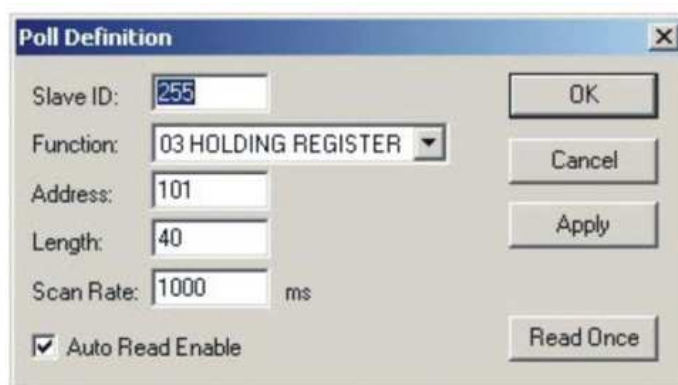 Poll Definition
Slave ID: 255
OK
Function: 03 HOLDING REGISTER
Cancel
Address: 101
Apply
Length: 40
Scan Rate: 1000 ms
Auto Read Enable
Read Once